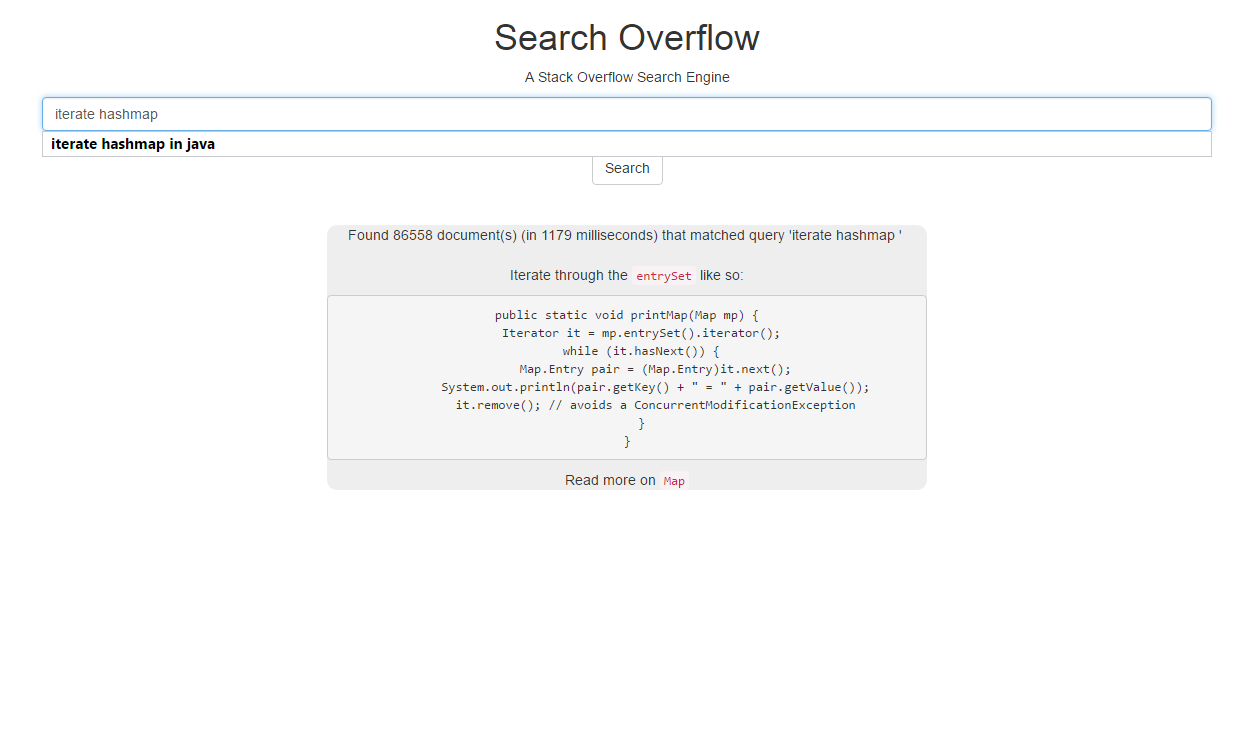 Search Overflow
A Stack Overflow Search Engine
iterate hashmap
iterate hashmap in java
Search
Found 86558 document(s) (in 1179 milliseconds) that matched query 'iterate hashmap '
Iterate through the entrySet like so:
public static void printMap(Map mp) {
Iterator it = mp.entrySet().iterator();
while (it.hasNext()) {
Map.Entry pair = (Map.Entry)it.next();
System.out.println(pair.getKey() + " = " + pair.getValue());
it.remove(); // avoids a ConcurrentModificationException
}
}
Read more on Map